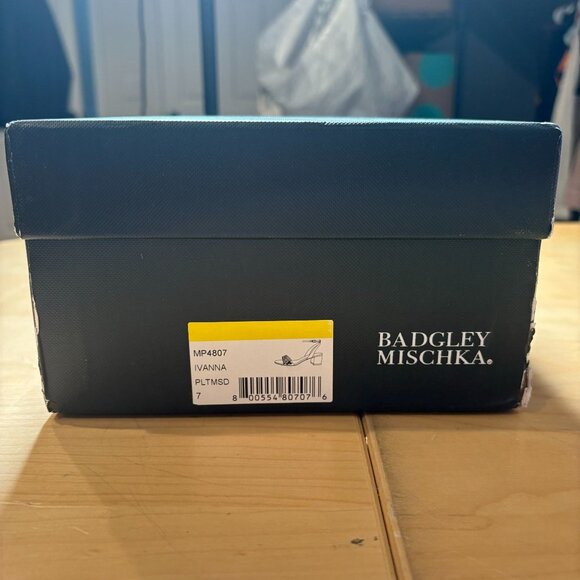 MP4807
IVANNA
PLTMSD
7
8 00554 80707 6
BADGLEY
MISCHKA®